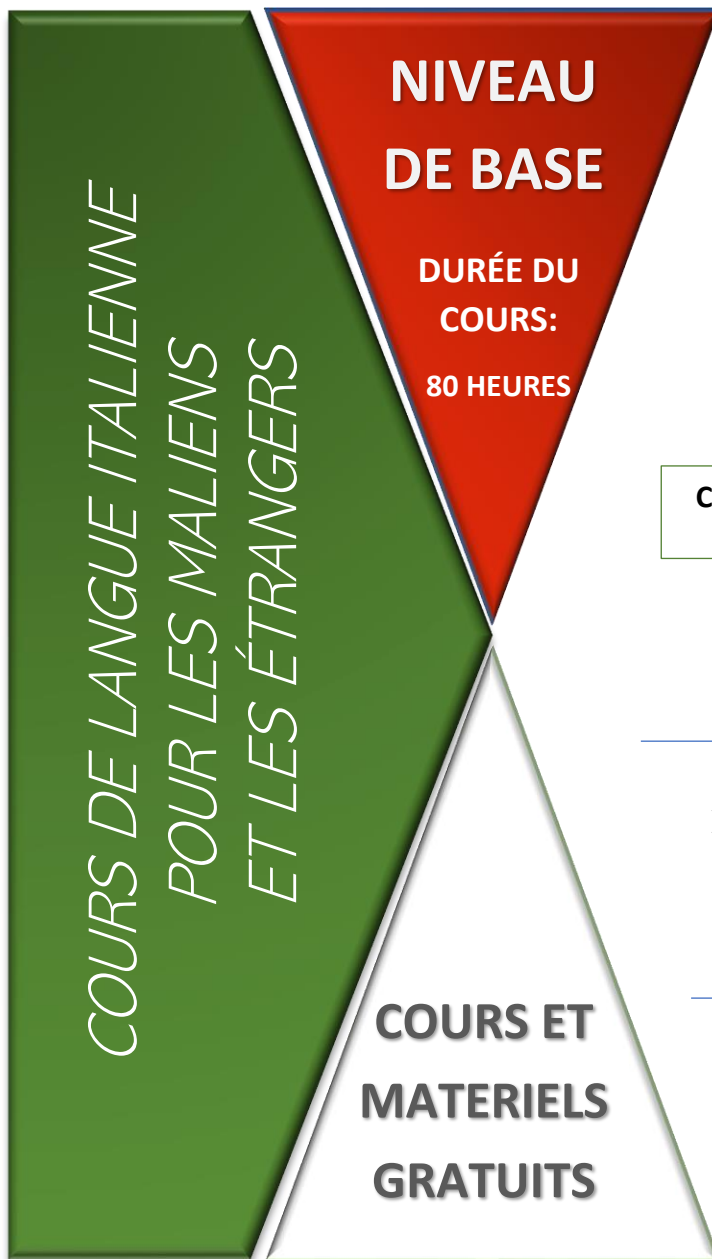 COURS DE LANGUE ITALIENNE
POUR LES MALIENS
ET LES ÉTRANGERS
NIVEAU
DE BASE
DURÉE DU
COURS:
80 HEURES
C
COURS ET
MATERIELS
GRATUITS